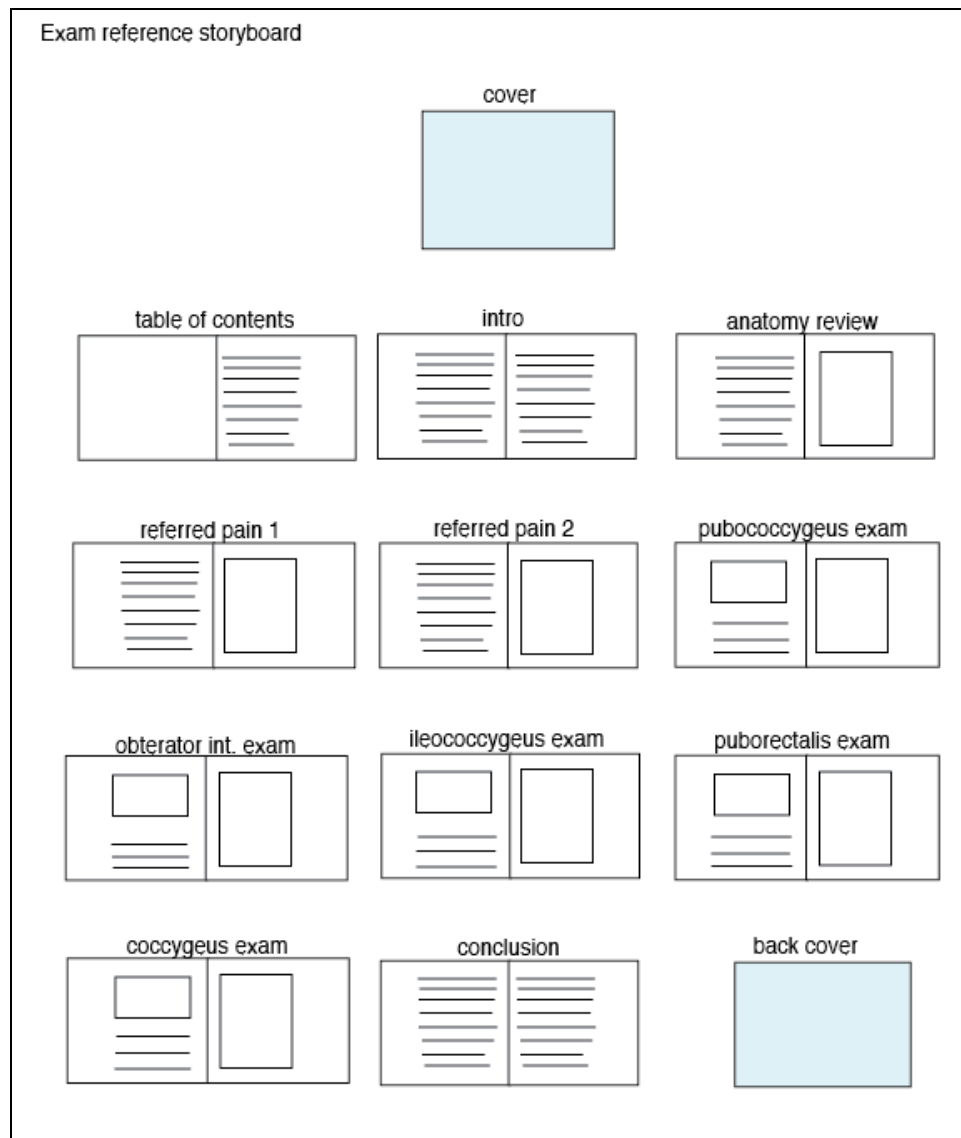 Exam reference storyboard
cover
table of contents
intro
anatomy review
referred pain 1
referred pain 2
pubococcygeus exam
obterator int. exam
ileococcygeus exam
puborectalis exam
coccygeus exam
conclusion
back cover